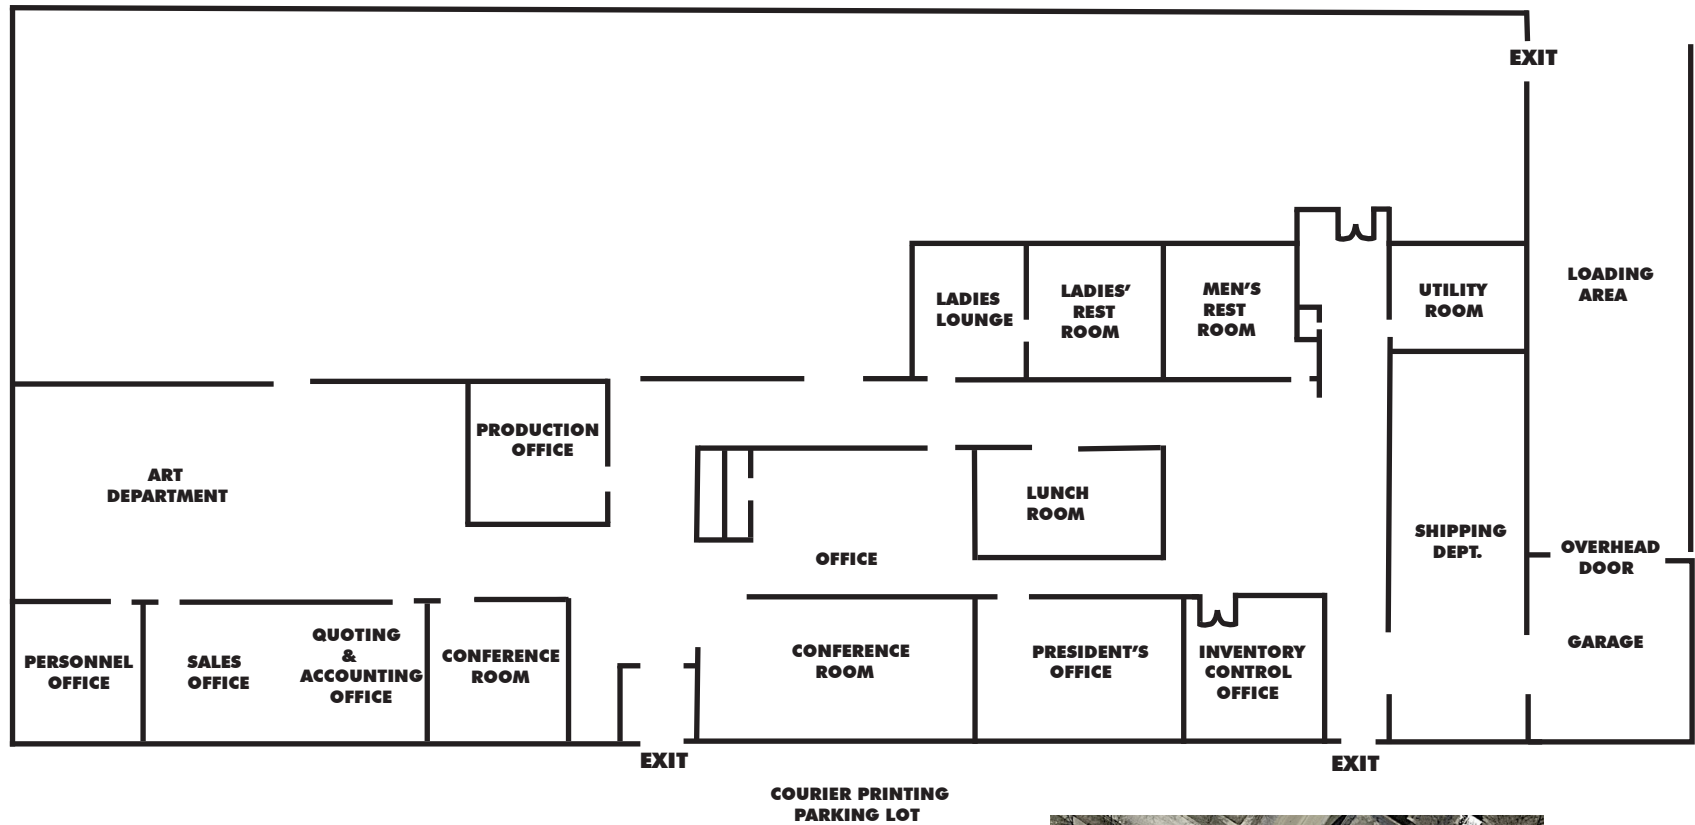 EXIT
LOADING
AREA
LADIES
LOUNGE
LADIES'
REST
ROOM
MEN'S
REST
ROOM
UTILITY
ROOM
PRODUCTION
OFFICE
ART
DEPARTMENT
LUNCH
ROOM
OFFICE
SHIPPING
DEPT.
OVERHEAD
DOOR
GARAGE
PERSONNEL
OFFICE
SALES
OFFICE
QUOTING
&
ACCOUNTING
OFFICE
CONFERENCE
ROOM
CONFERENCE
ROOM
PRESIDENT'S
OFFICE
INVENTORY
CONTROL
OFFICE
EXIT
EXIT
COURIER PRINTING
PARKING LOT